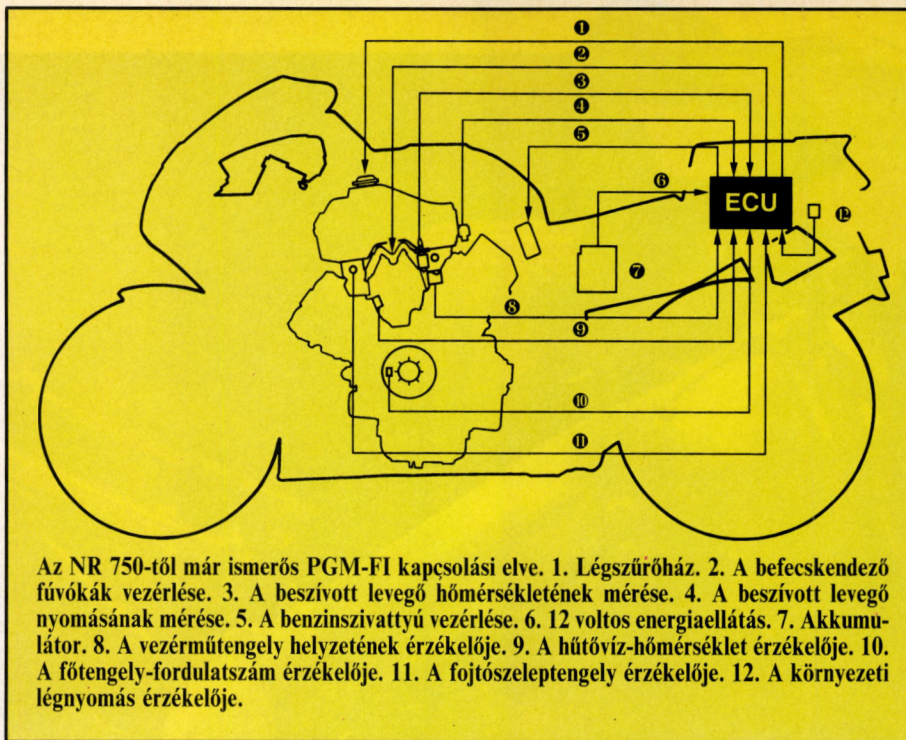 ❶
❷
❸
❹
❺
❻
ECU
⓬
❼
❽
❾
❿
⓫
Az NR 750-től már ismerős PGM-FI kapcsolási elve. 1. Légszűrőház. 2. A befecskendező
fúvókák vezérlése. 3. A beszívott levegő hőmérsékletének mérése. 4. A beszívott levegő
nyomásának mérése. 5. A benzinszivattyú vezérlése. 6. 12 voltos energiaellátás. 7. Akkumu-
látor. 8. A vezérműtengely helyzetének érzékelője. 9. A hűtővíz-hőmérséklet érzékelője. 10.
A főtengely-fordulatszám érzékelője. 11. A fojtószeleptengely érzékelője. 12. A környezeti
légnyomás érzékelője.